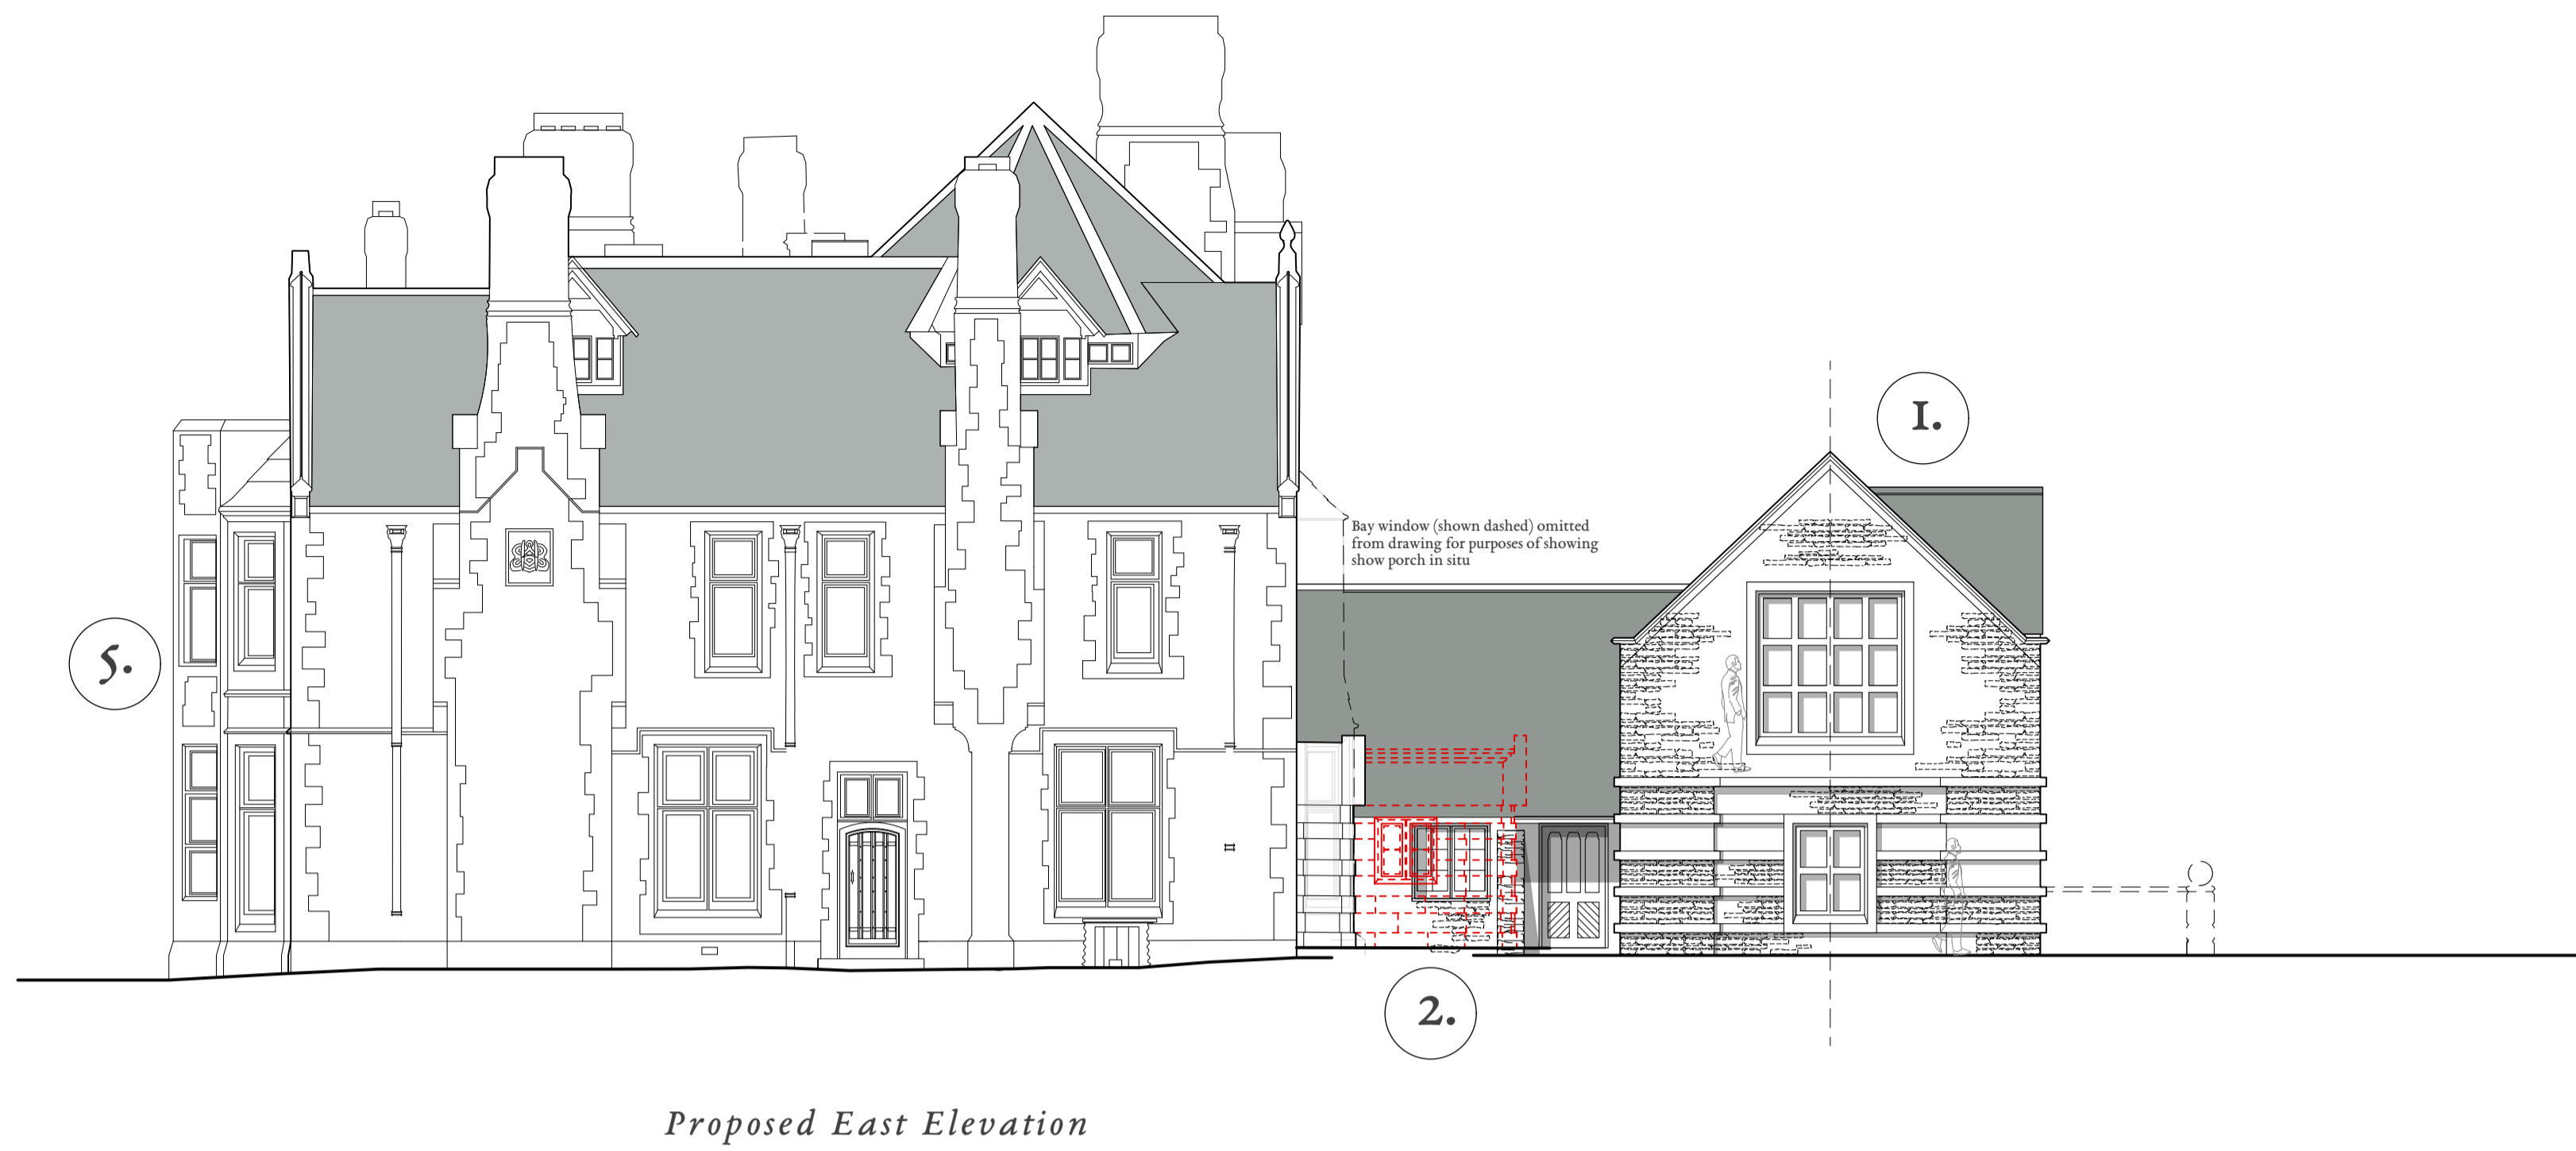 1.
Bay window (shown dashed) omitted
from drawing for purposes of showing
show porch in situ
5.
2.
Proposed East Elevation